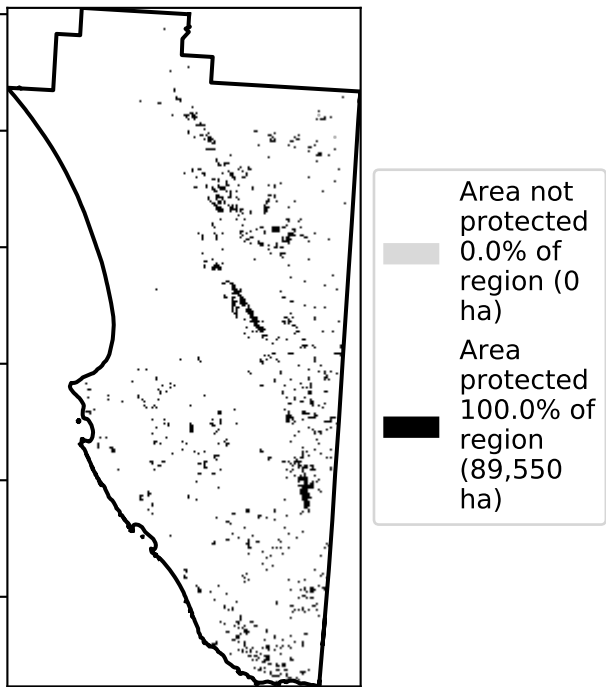 Area not
protected
0.0% of
region (0
ha)
Area
protected
100.0% of
region
(89,550
ha)